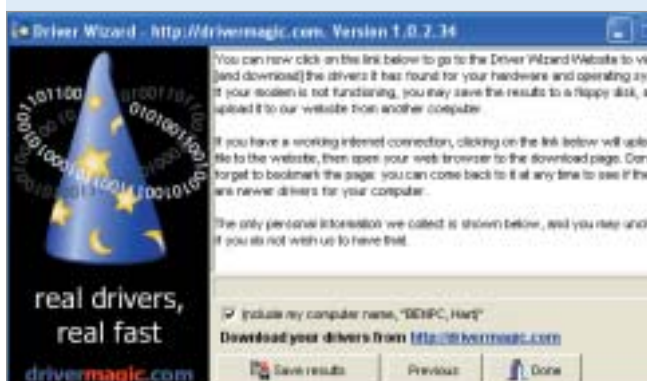 Driver Wizard - http://drivermagic.com. Version 1.0.2.34
You can now click on the link below to go to the Driver Wizard Website to
[and download] the drivers it has found for your hardware and operating
If your modem is not functioning, you may save the results to a floppy disk,
upload it to our website from another computer.
If you have a working internet connection, clicking on the link below will
file to the website, then open your web browser to the download page.
forget to bookmark the page: you can come back to it at any time to see if
are newer drivers for your computer.
The only personal information we collect is shown below, and you may
if you do not wish us to have that.
real drivers,
real fast
drivermagic.com
Include my computer name, "BENPC, Hart"
Download your drivers from http://drivermagic.com
Save results
Previous
Done